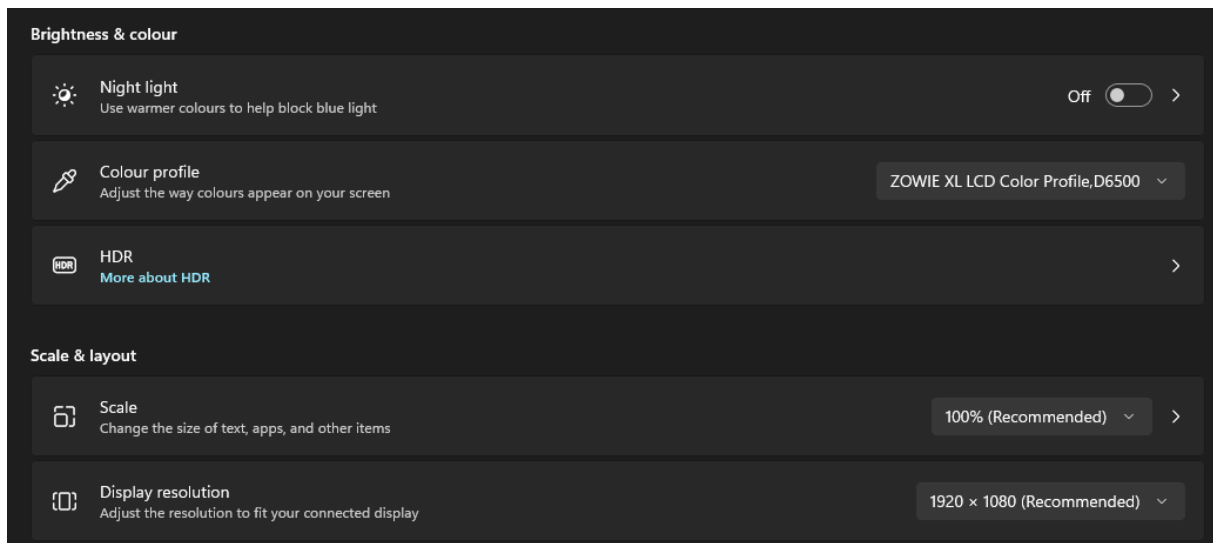 Brightness & colour
Night light
Use warmer colours to help block blue light
Off
Colour profile
Adjust the way colours appear on your screen
ZOWIE XL LCD Color Profile,D6500
HDR
HDR
More about HDR
Scale & layout
Scale
Change the size of text, apps, and other items
100% (Recommended)
Display resolution
Adjust the resolution to fit your connected display
1920 × 1080 (Recommended)